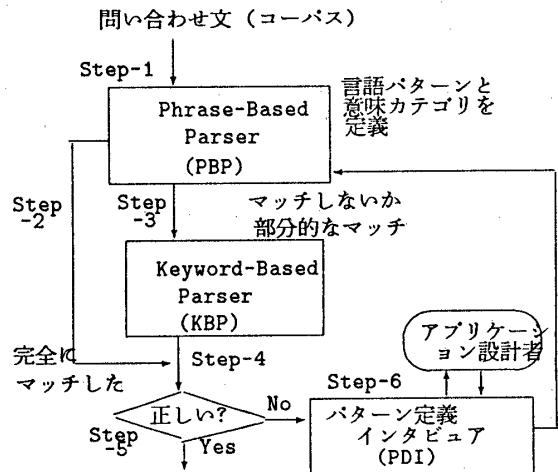 問い合わせ文（コーパス）
Step-1
言語パターンと
意味カテゴリを
定義
Phrase-Based
Parser
(PBP)
Step
-2
Step
-3
マッチしないか
部分的なマッチ
Keyword-Based
Parser
(KBP)
アプリケーシ
ョン設計者
完全に
マッチした
Step-4
Step-6
正しい?
No
Step
-5
Yes
パターン定義
インタビュア
(PDI)